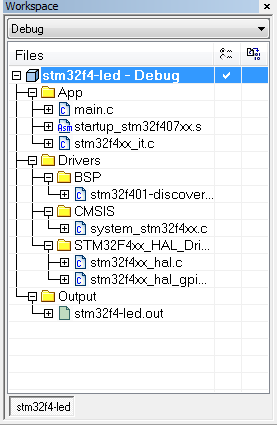 Workspace
Debug
Files
stm32f4-led - Debug
App
main.c
startup_stm32f407xx.s
stm32f4xx_it.c
Drivers
BSP
stm32f401-discover...
CMSIS
system_stm32f4xx.c
STM32F4xx_HAL_Dri...
stm32f4xx_hal.c
stm32f4xx_hal_gpi...
Output
stm32f4-led.out
stm32f4-led